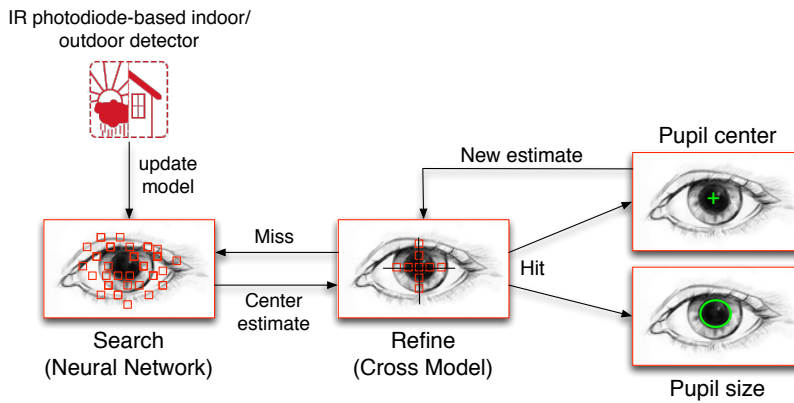 IR photodiode-based indoor/
outdoor detector
update
model
New estimate
Pupil center
Miss
Hit
Center
estimate
Search
(Neural Network)
Refine
(Cross Model)
Pupil size